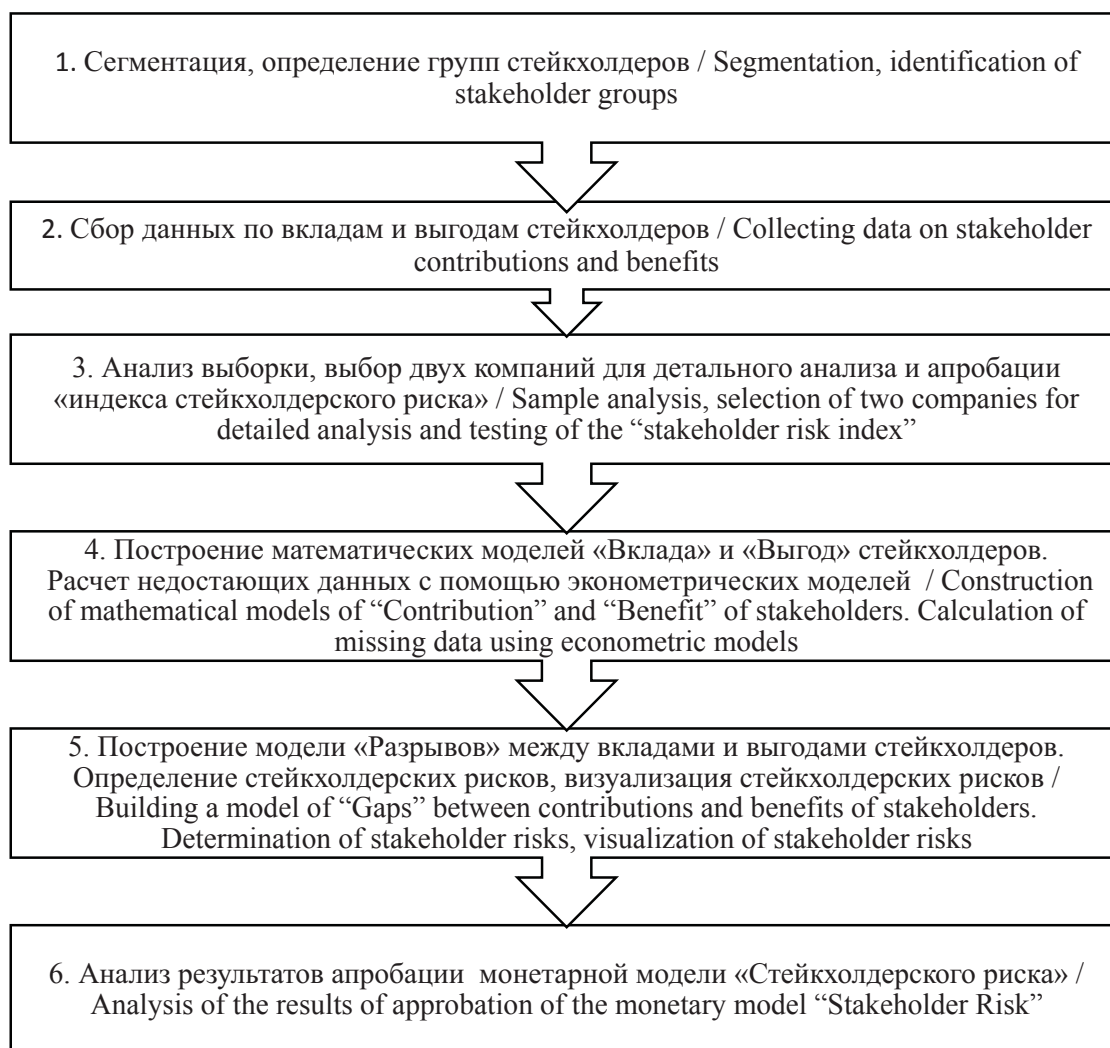 1. Сегментация, определение групп стейкхолдеров / Segmentation, identification of
stakeholder groups
2. Сбор данных по вкладам и выгодам стейкхолдеров / Collecting data on stakeholder
contributions and benefits
3. Анализ выборки, выбор двух компаний для детального анализа и апробации
«индекса стейкхолдерского риска» / Sample analysis, selection of two companies for
detailed analysis and testing of the “stakeholder risk index”
4. Построение математических моделей «Вклада» и «Выгод» стейкхолдеров.
Расчет недостающих данных с помощью эконометрических моделей / Construction
of mathematical models of “Contribution” and “Benefit” of stakeholders. Calculation of
missing data using econometric models
5. Построение модели «Разрывов» между вкладами и выгодами стейкхолдеров.
Определение стейкхолдерских рисков, визуализация стейкхолдерских рисков /
Building a model of “Gaps” between contributions and benefits of stakeholders.
Determination of stakeholder risks, visualization of stakeholder risks
6. Анализ результатов апробации монетарной модели «Стейкхолдерского риска» /
Analysis of the results of approbation of the monetary model “Stakeholder Risk”